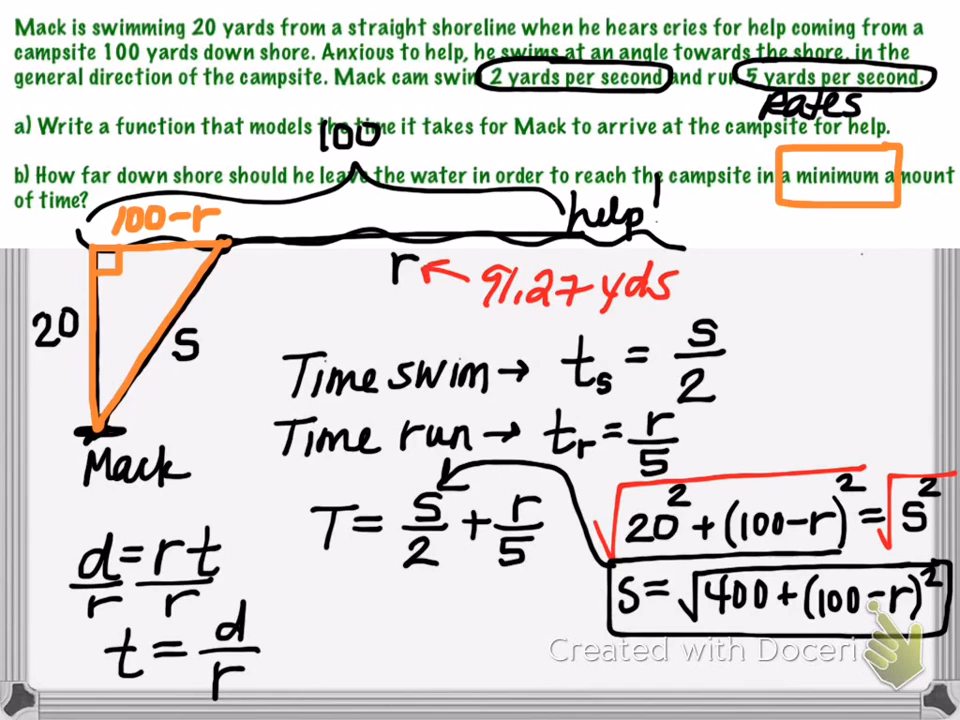 Mack is swimming 20 yards from a straight shoreline when he hears cries for help coming from a
campsite 100 yards down shore. Anxious to help, he swims at an angle towards the shore, in the
general direction of the campsite. Mack cam swim 2 yards per second and run 5 yards per second.
rates
a) Write a function that models the time it takes for Mack to arrive at the campsite for help.
100
b) How far down shore should he leave the water in order to reach the campsite in a minimum amount
of time?
100-r
help!
r ← 91.27 yds
20
s
Time swim → t_s = s/2
Time run → t_r = r/5
Mack
T = s/2 + r/5
√20² + (100-r)² = √s²
s = √400 + (100-r)²
d/r = rt/r
t = d/r
Created with Doceri